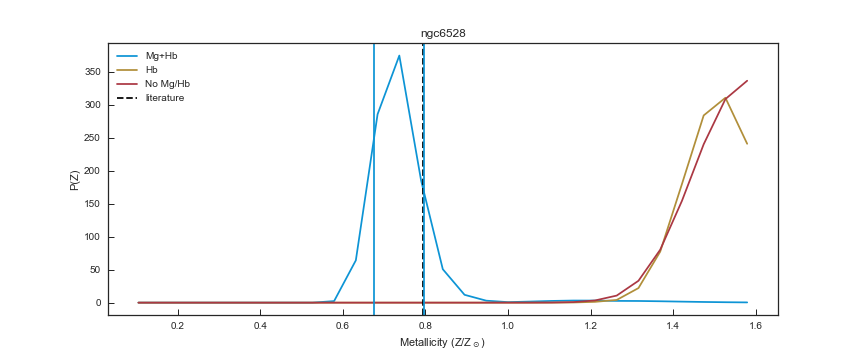 ngc6528
Mg+Hb
Hb
No Mg/Hb
literature
P(Z)
350
300
250
200
150
100
50
0
0.2 0.4 0.6 0.8 1.0 1.2 1.4 1.6
Metallicity (Z/Z⊙)